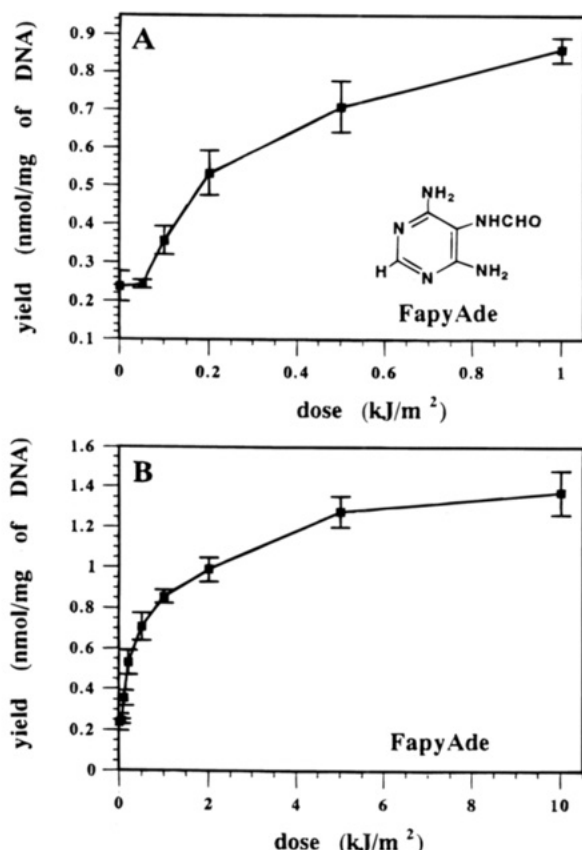 A
yield (nmol/mg of DNA)
0.9
0.8
0.7
0.6
0.5
0.4
0.3
0.2
0.1
0
0.2
0.4
0.6
0.8
1
dose (kJ/m²)
NH₂
N
NHCHO
H
N
NH₂
FapyAde
B
yield (nmol/mg of DNA)
1.6
1.4
1.2
1
0.8
0.6
0.4
0.2
0
0
2
4
6
8
10
dose (kJ/m²)
FapyAde